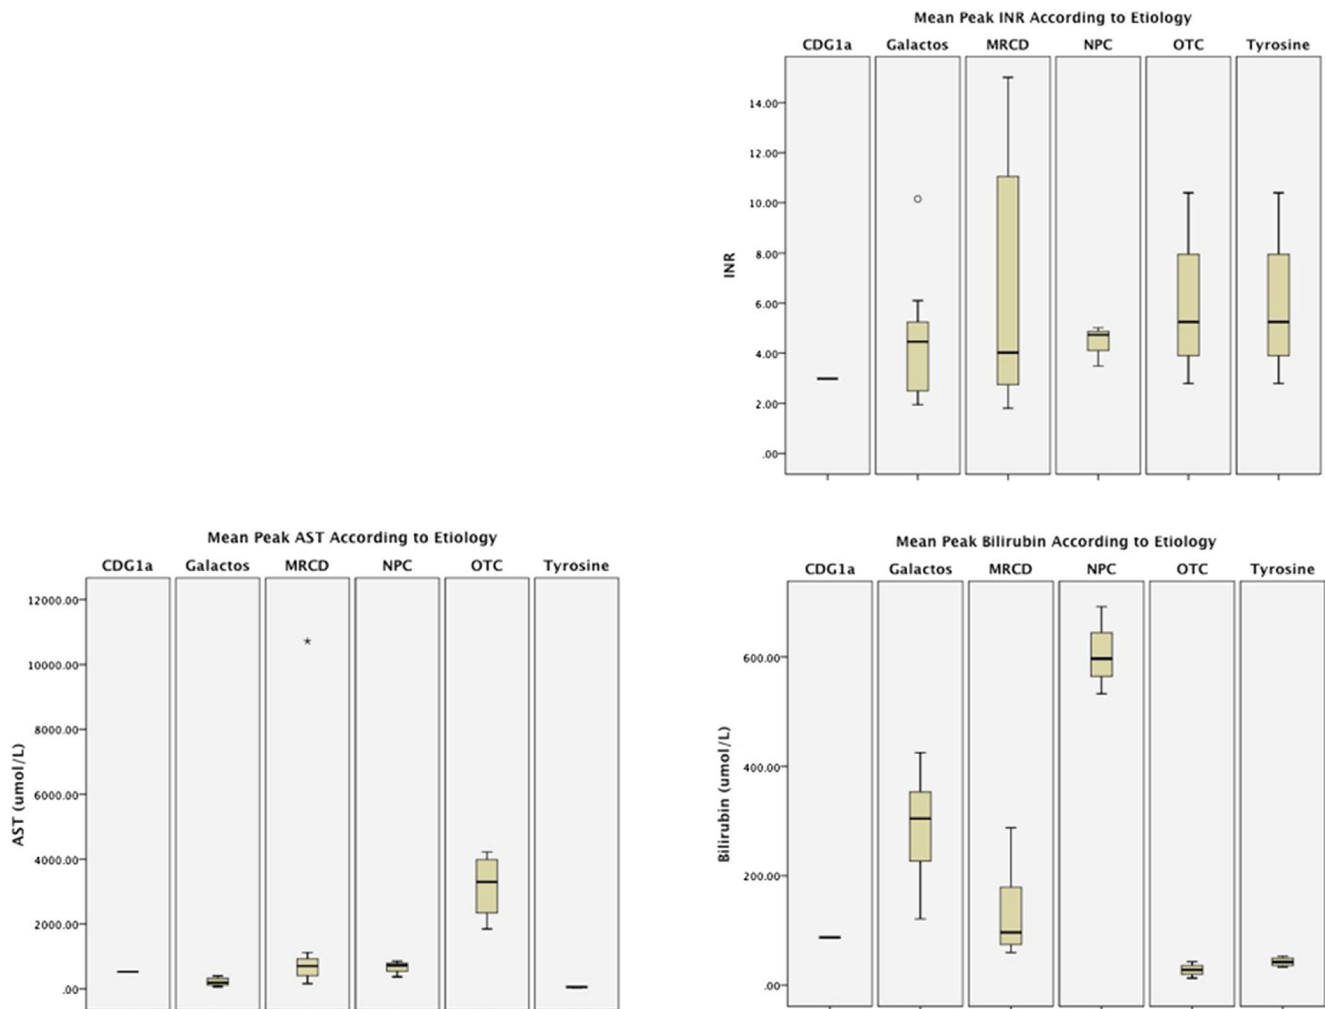 Mean Peak INR According to Etiology
CDG1a Galactos MRCD NPC OTC Tyrosine
14.00
12.00
10.00
8.00
6.00
4.00
2.00
.00
INR
Mean Peak AST According to Etiology
CDG1a Galactos MRCD NPC OTC Tyrosine
12000.00
10000.00
8000.00
6000.00
4000.00
2000.00
.00
AST (umol/L)
Mean Peak Bilirubin According to Etiology
CDG1a Galactos MRCD NPC OTC Tyrosine
600.00
400.00
200.00
.00
Bilirubin (umol/L)